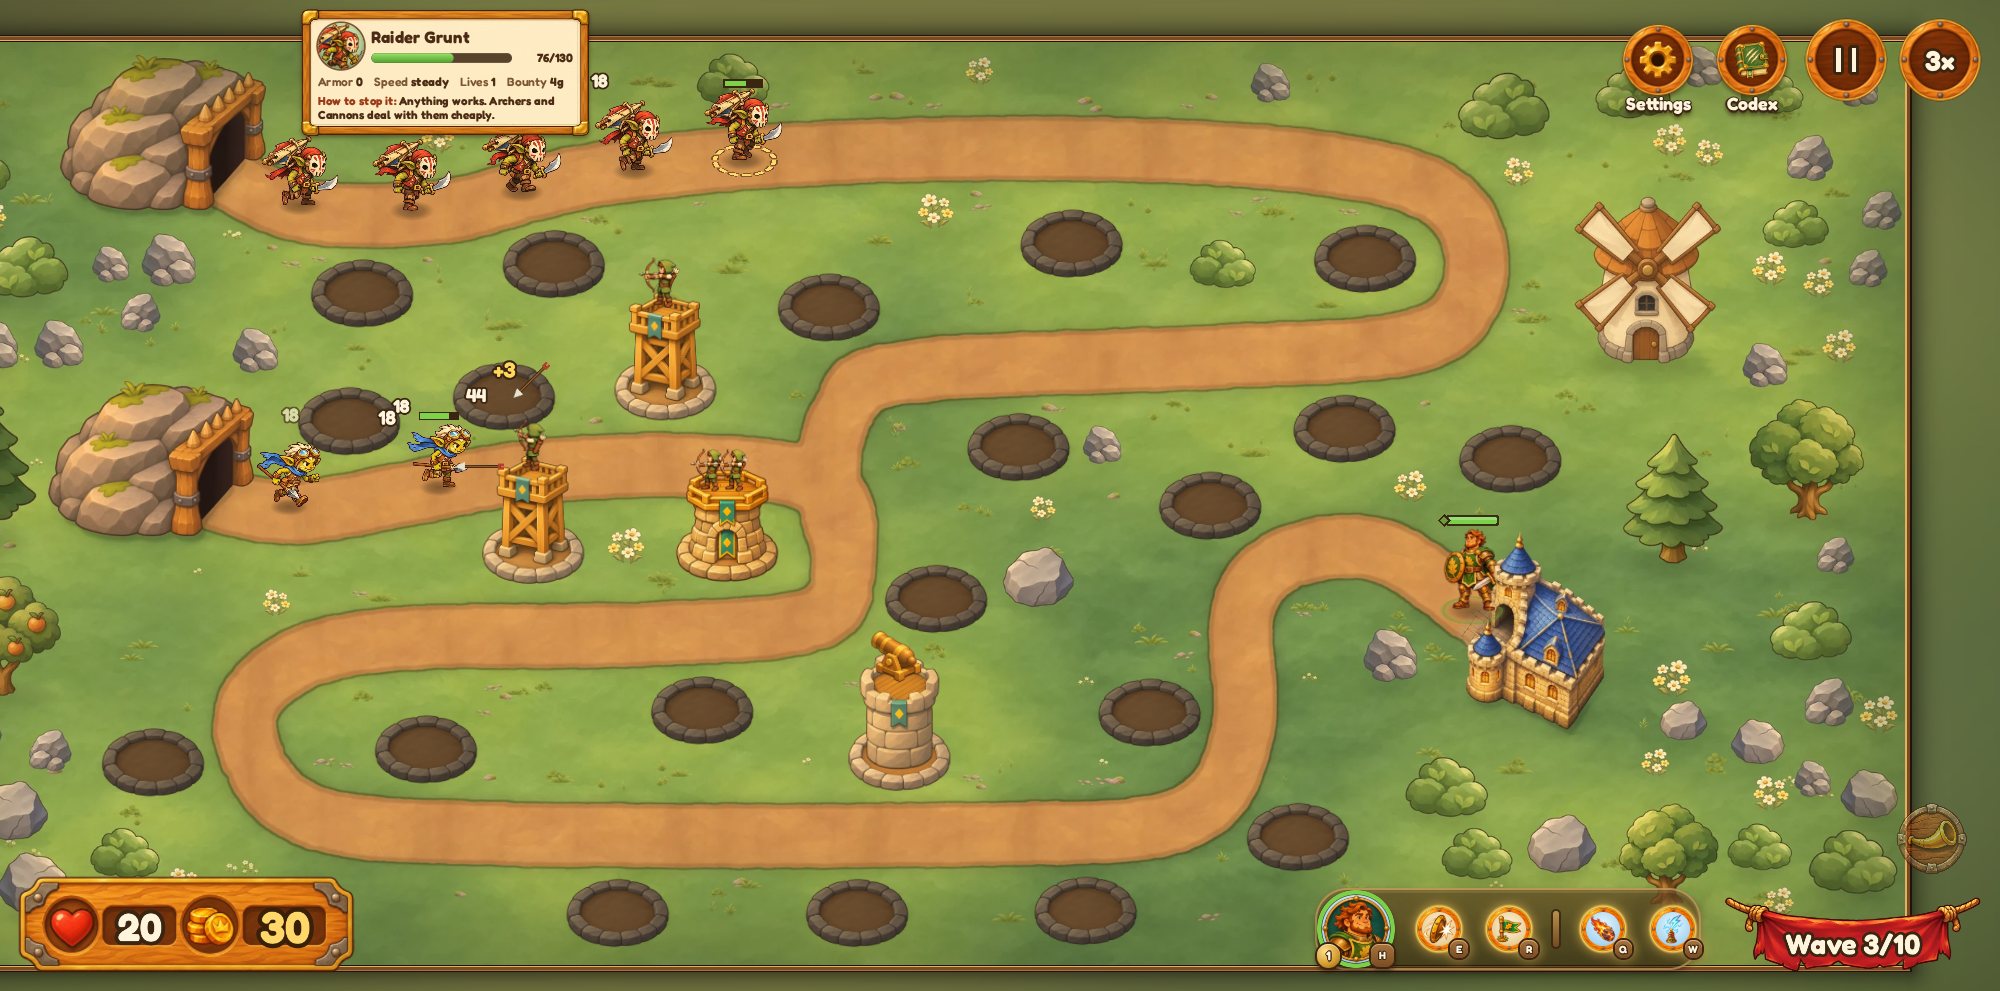 Raider Grunt
76/130
Armor 0 Speed steady Lives 1 Bounty 4g
How to stop it: Anything works. Archers and
Cannons deal with them cheaply.
18
Settings
Codex
3x
+3
44
18
18
18
20
30
1
H
E
R
Q
W
Wave 3/10